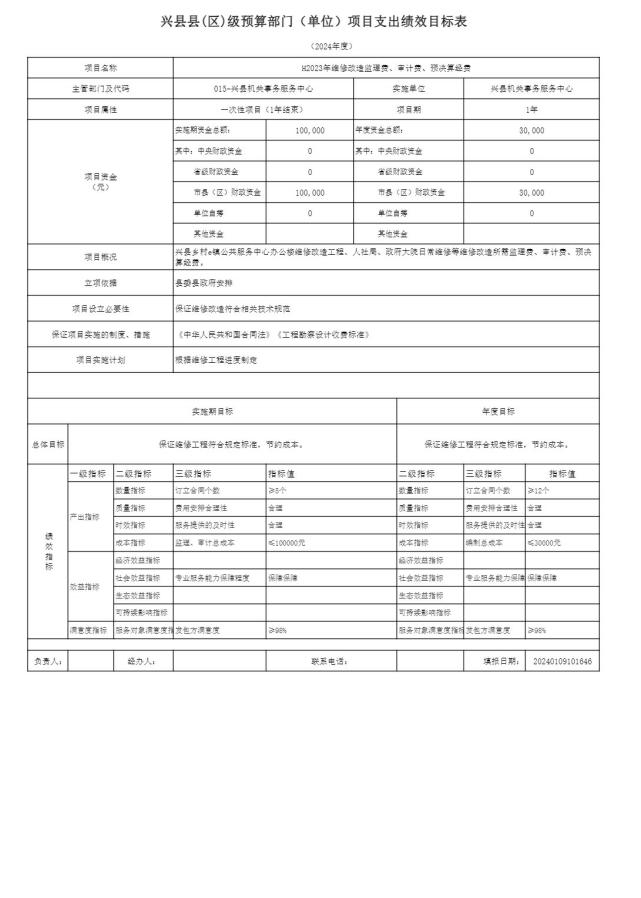 兴县县(区)级预算部门（单位）项目支出绩效目标表
（2024年度）
项目名称 H2023年维修改造监理费、审计费、预决算经费
主管部门及代码 015-兴县机关事务服务中心 实施单位 兴县机关事务服务中心
项目属性 一次性项目（1年结束） 项目期 1年
项目资金（元） 实施期资金总额： 100,000 年度资金总额： 30,000
其中：中央财政资金 0 其中：中央财政资金 0
省级财政资金 0 省级财政资金 0
市县（区）财政资金 100,000 市县（区）财政资金 30,000
单位自筹 0 单位自筹 0
其他资金 其他资金
项目概况 兴县乡村e镇公共服务中心办公楼维修改造工程、人社局、政府大院日常维修等维修改造所需监理费、审计费、预决
算经费。
立项依据 县委县政府安排
项目设立必要性 保证维修改造符合相关技术规范
保证项目实施的制度、措施 《中华人民共和国合同法》《工程勘察设计收费标准》
项目实施计划 根据维修工程进度制定
实施期目标 年度目标
总体目标 保证维修工程符合规定标准，节约成本。 保证维修工程符合规定标准，节约成本。
绩效指标 一级指标 二级指标 三级指标 指标值 二级指标 三级指标 指标值
产出指标 数量指标 订立合同个数 ≥5个 数量指标 订立合同个数 ≥12个
质量指标 费用安排合理性 合理 质量指标 费用安排合理性 合理
时效指标 服务提供的及时性 合理 时效指标 服务提供的及时性 合理
成本指标 监理、审计总成本 ≤100000元 成本指标 编制总成本 ≤30000元
效益指标 经济效益指标 经济效益指标
社会效益指标 专业服务能力保障程度 保障保障 社会效益指标 专业服务能力保障 保障保障
生态效益指标 生态效益指标
可持续影响指标 可持续影响指标
满意度指标 服务对象满意度指 发包方满意度 ≥98% 服务对象满意度指标 发包方满意度 ≥98%
负责人： 经办人： 联系电话： 填报日期： 20240109101646